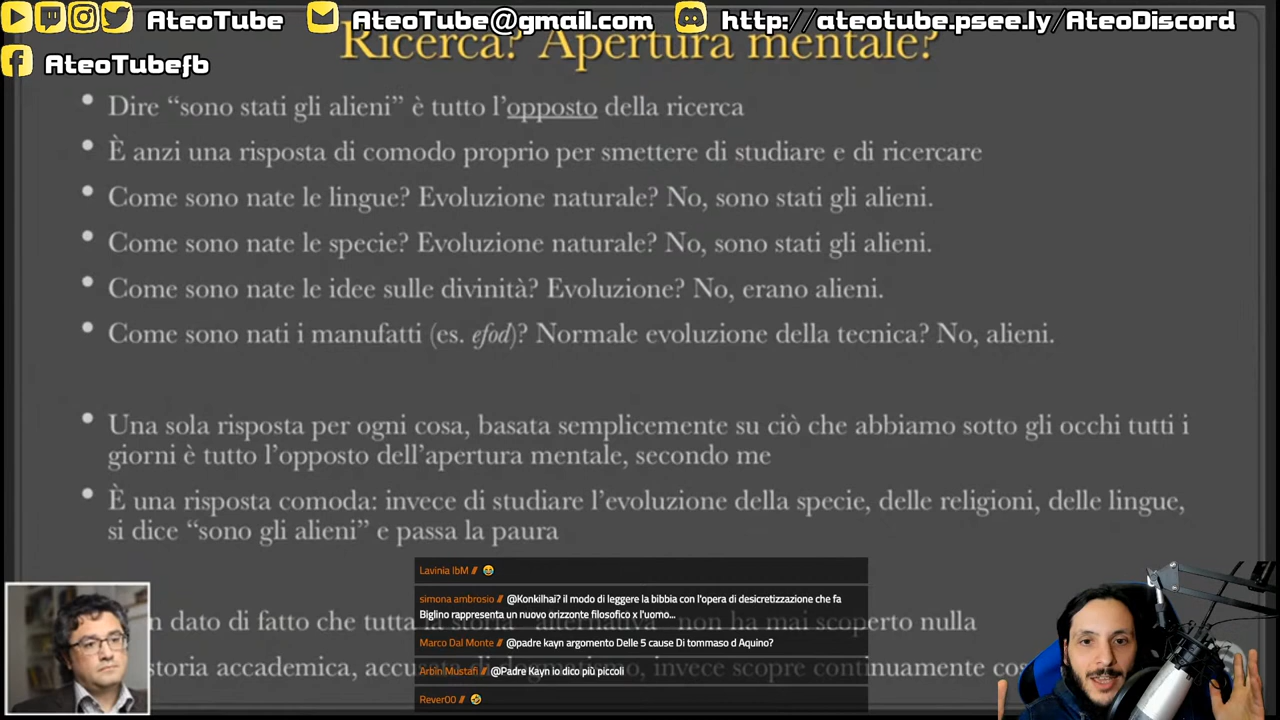 AteoTube AteoTube@gmail.com http://ateotube.psee.ly/AteoDiscord
AteoTubefb
Ricerca? Apertura mentale?
• Dire “sono stati gli alieni” è tutto l’opposto della ricerca
• È anzi una risposta di comodo proprio per smettere di studiare e di ricercare
• Come sono nate le lingue? Evoluzione naturale? No, sono stati gli alieni.
• Come sono nate le specie? Evoluzione naturale? No, sono stati gli alieni.
• Come sono nate le idee sulle divinità? Evoluzione? No, erano alieni.
• Come sono nati i manufatti (es. efod)? Normale evoluzione della tecnica? No, alieni.
• Una sola risposta per ogni cosa, basata semplicemente su ciò che abbiamo sotto gli occhi tutti i
giorni è tutto l’opposto dell’apertura mentale, secondo me
• È una risposta comoda: invece di studiare l’evoluzione della specie, delle religioni, delle lingue,
si dice “sono gli alieni” e passa la paura
n dato di fatto che tutta la storia “alternativa” non ha mai scoperto nulla
storia accademica, accusata di dogmatismo, invece scopre continuamente
Lavinia IbM
simona ambrosio @Konkilhai? il modo di leggere la bibbia con l'opera di desicretizzazione che fa
Biglino rappresenta un nuovo orizzonte filosofico x l'uomo...
Marco Dal Monte @padre kayn argomento Delle 5 cause Di tommaso d Aquino?
Arbin Mustafi @Padre Kayn io dico più piccoli
Rever00